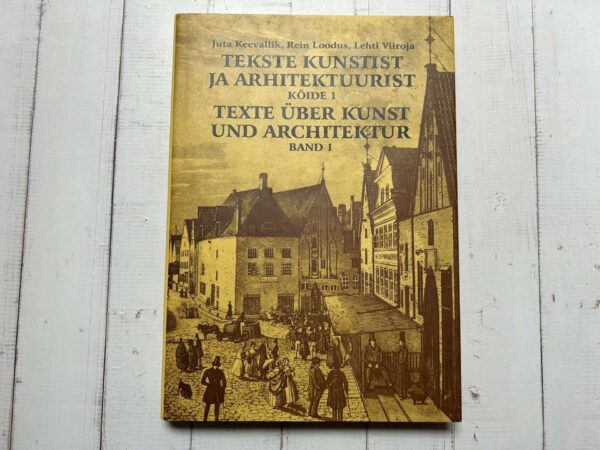 Juta Keevallik, Rein Loodus, Lehti Viiroja
TEKSTE KUNSTIST
JA ARHITEKTUURIST
KÖIDE 1
TEXTE ÜBER KUNST
UND ARCHITEKTUR
BAND 1